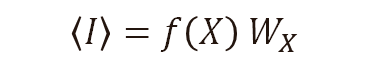 ⟨I⟩ = f(X) W_X